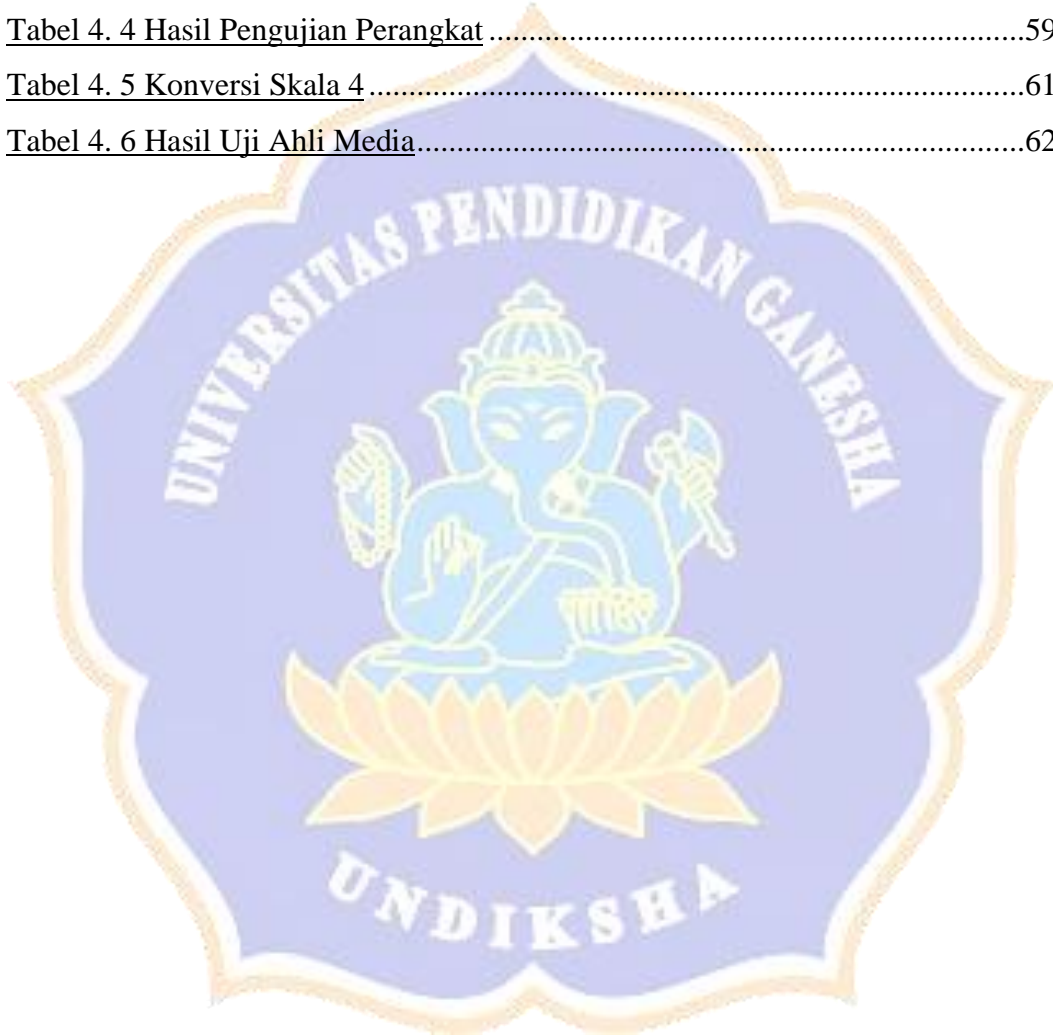 Tabel 4. 4 Hasil Pengujian Perangkat.......................................................................59
Tabel 4. 5 Konversi Skala 4.......................................................................................61
Tabel 4. 6 Hasil Uji Ahli Media.................................................................................62
UNIVERSITAS PENDIDIKAN GANESHA
UNDIKSHA